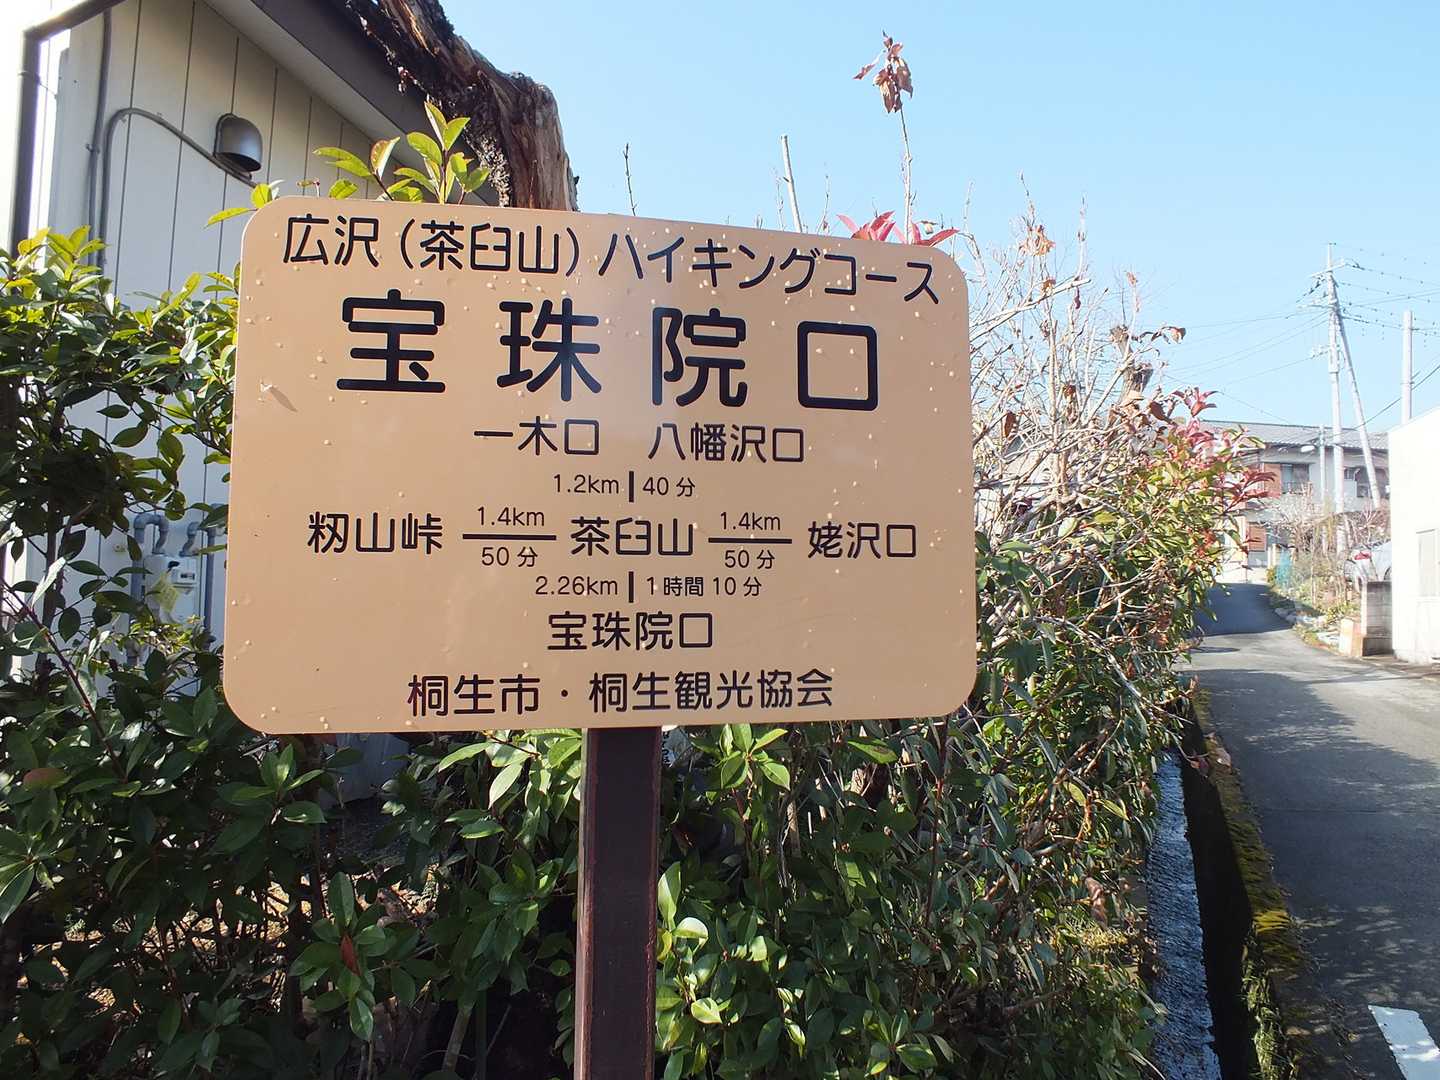 広沢(茶臼山)ハイキングコース
宝珠院口
一本口 八幡沢口
1.2km 40分
籾山峠 1.4km 50分 茶臼山 1.4km 50分 姥沢口
2.26km 1時間10分
宝珠院口
桐生市・桐生観光協会